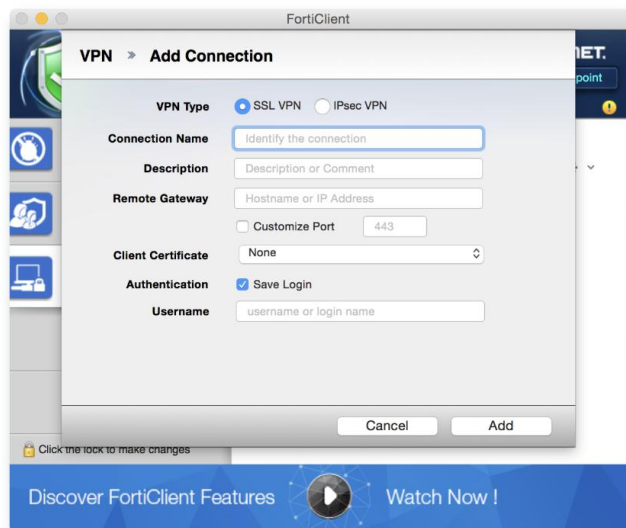 FortiClient
VPN » Add Connection
NET.
point
VPN Type SSL VPN IPsec VPN
Connection Name Identify the connection
Description Description or Comment
Remote Gateway Hostname or IP Address
Customize Port 443
Client Certificate None
Authentication Save Login
Username username or login name
Cancel Add
Click the lock to make changes
Discover FortiClient Features Watch Now !